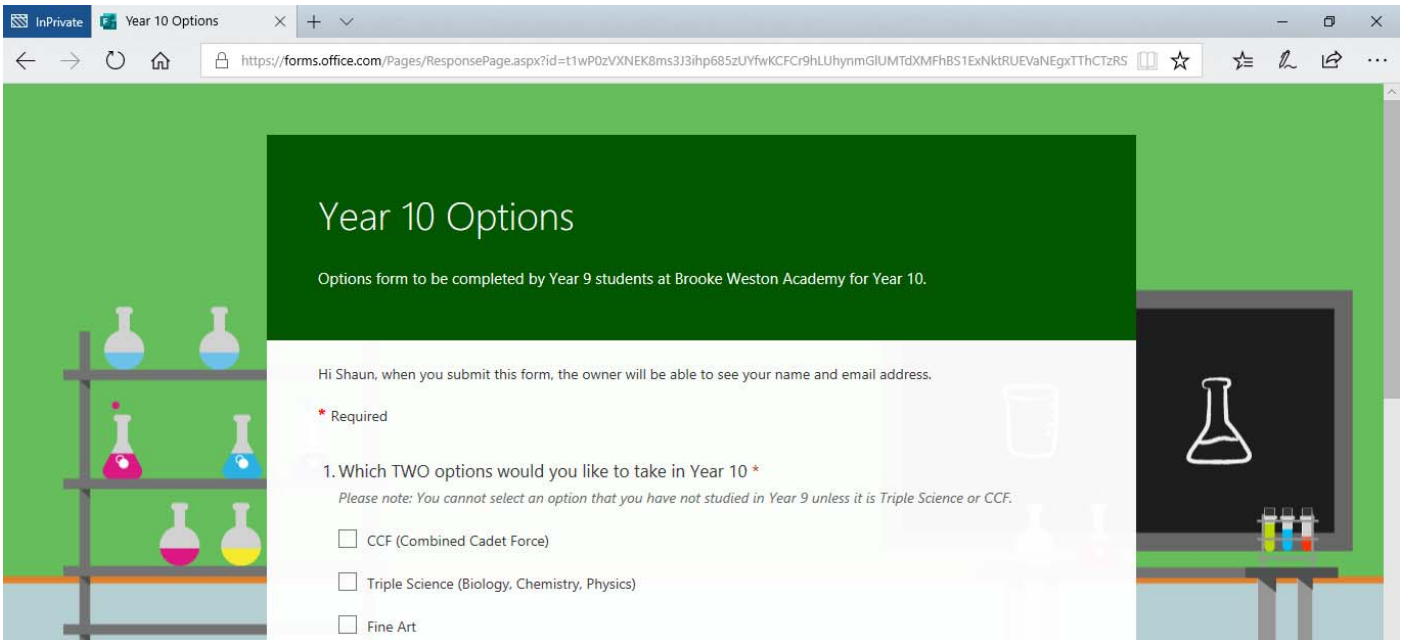 InPrivate
Year 10 Options
https://forms.office.com/Pages/ResponsePage.aspx?id=
Year 10 Options
Options form to be completed by Year 9 students at Brooke Weston Academy for Year 10.
Hi Shaun, when you submit this form, the owner will be able to see your name and email address.
* Required
1. Which TWO options would you like to take in Year 10 *
Please note: You cannot select an option that you have not studied in Year 9 unless it is Triple Science or CCF.
CCF (Combined Cadet Force)
Triple Science (Biology, Chemistry, Physics)
Fine Art